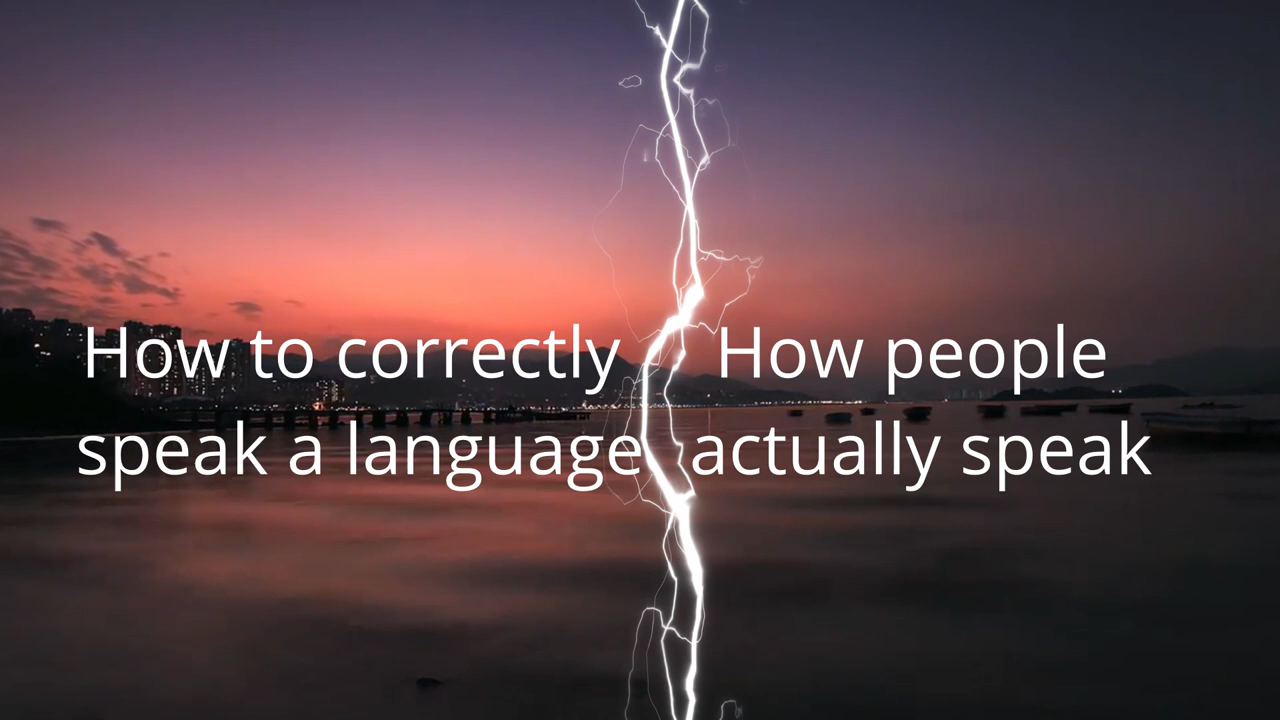 How to correctly
speak a language
How people
actually speak